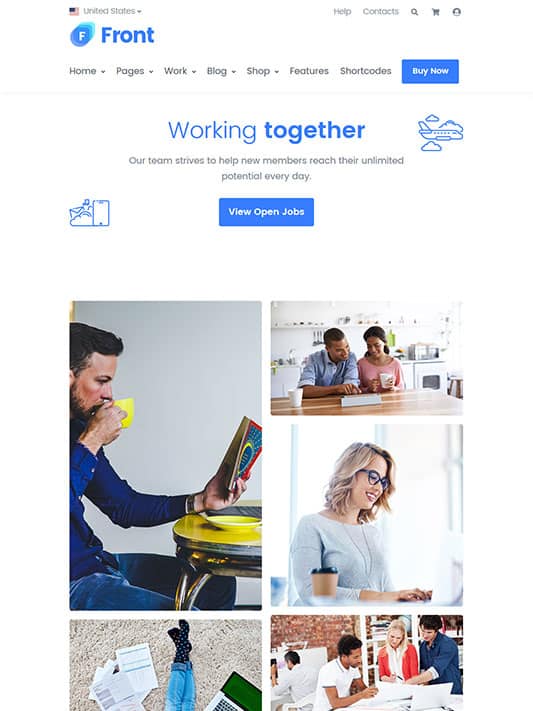 United States
Help Contacts
F Front
Home Pages Work Blog Shop Features Shortcodes Buy Now
Working together
Our team strives to help new members reach their unlimited
potential every day.
View Open Jobs